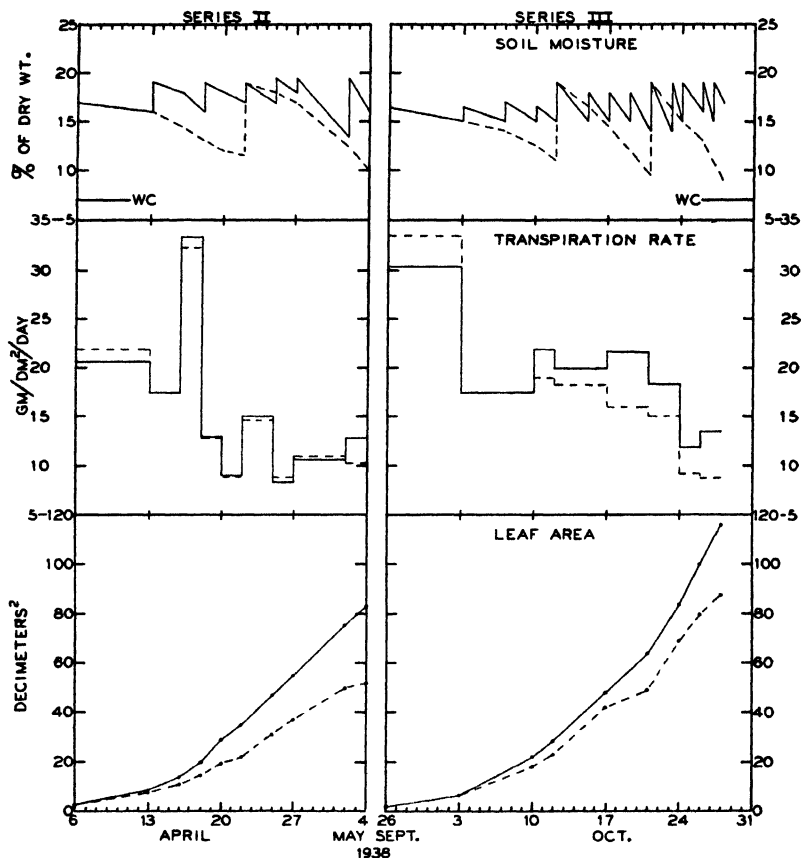 SERIES II SERIES III
25 25
SOIL MOISTURE
20 20
15 15
10 10
% OF DRY WT.
WC WC
35-5 5-35
TRANSPIRATION RATE
30 30
25 25
20 20
15 15
10 10
GM/DM²/DAY
5-120 120-5
LEAF AREA
100 100
80 80
60 60
40 40
20 20
0 0
DECIMETERS²
6 13 20 27 4 26 3 10 17 24 31
APRIL MAY SEPT. OCT.
1938